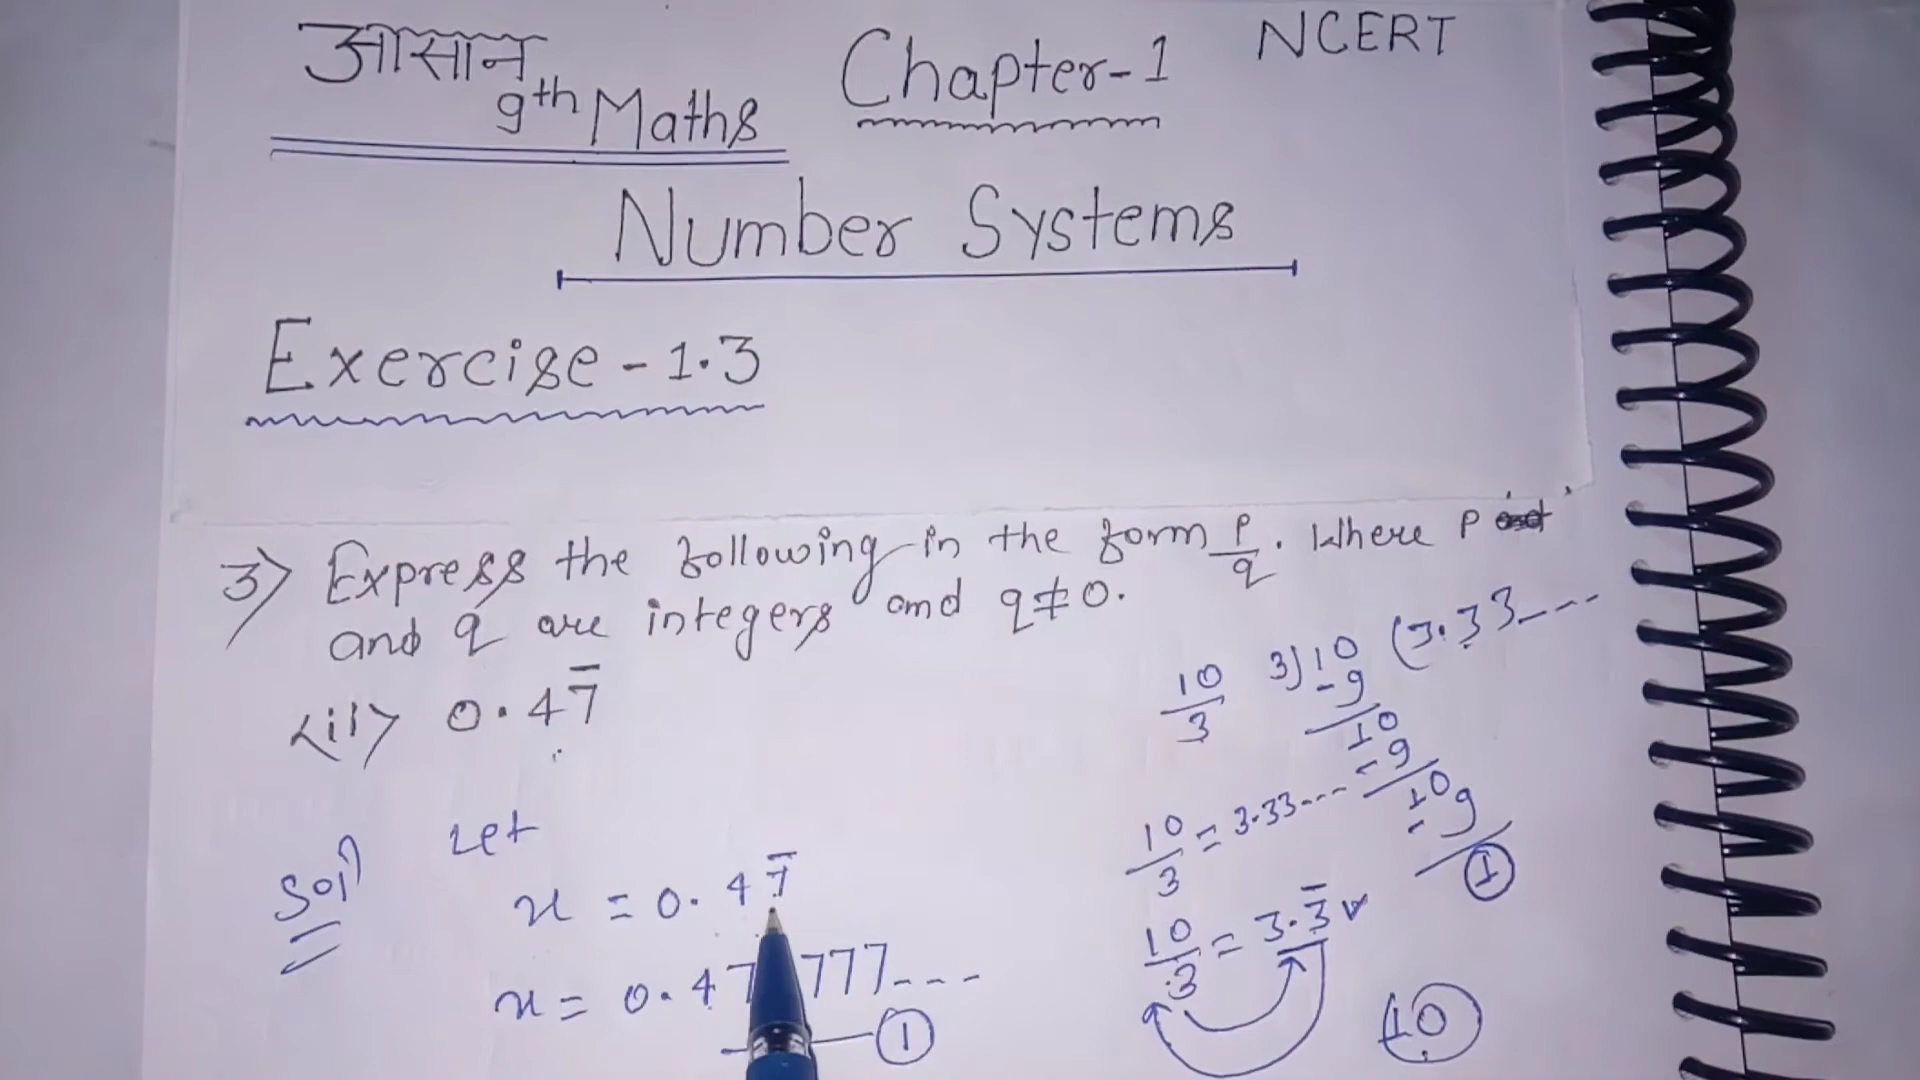 आसान
9th Maths
Chapter-1
NCERT
Number Systems
Exercise-1.3
3) Express the following in the form p/q. Where p
and q are integers and q≠0.
<ii> 0.47̅
Sol
Let
x = 0.47̅
x = 0.47 777---
1
10/3
3)10(3.33---
-9
10
-9
10
-9
1
10/3 = 3.33---
10/3 = 3.3̅
10